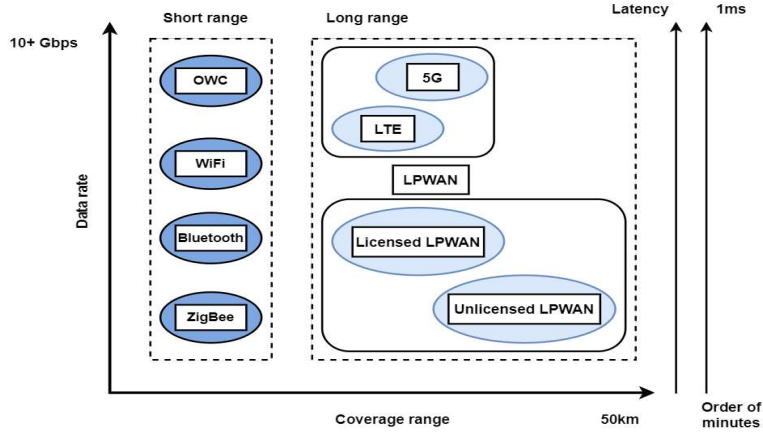 Short range
Long range
Latency
1ms
10+ Gbps
OWC
5G
LTE
WiFi
LPWAN
Data rate
Bluetooth
Licensed LPWAN
ZigBee
Unlicensed LPWAN
Coverage range
50km
Order of
minutes